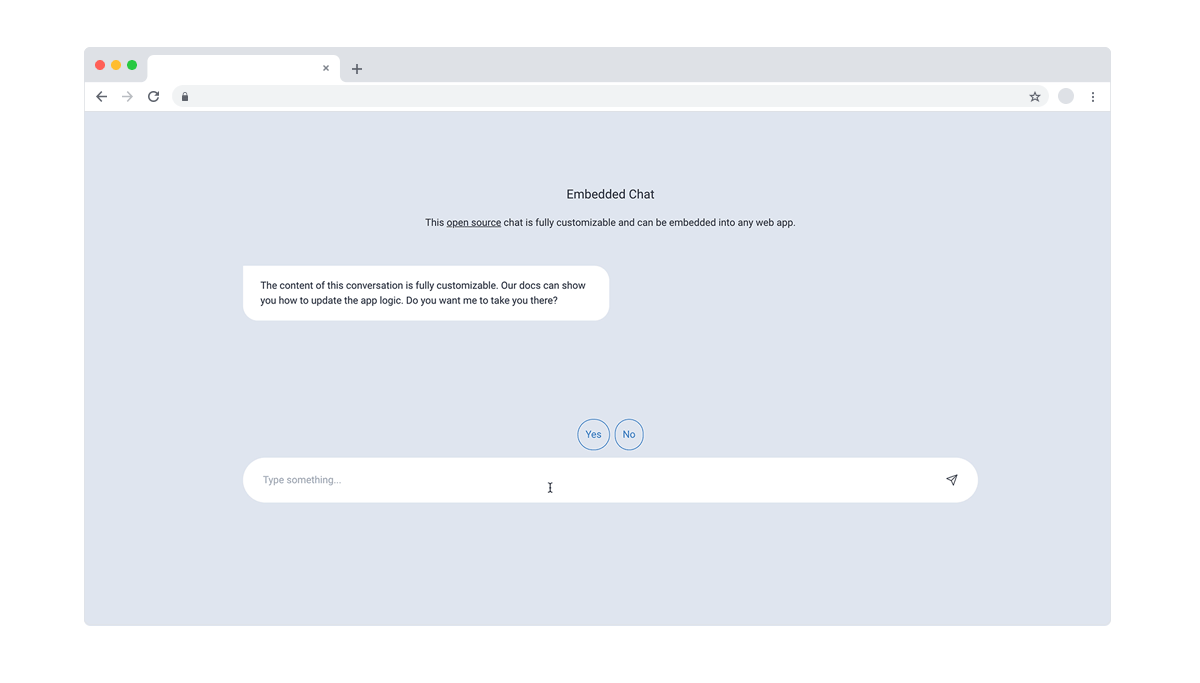 Embedded Chat
This open source chat is fully customizable and can be embedded into any web app.
The content of this conversation is fully customizable. Our docs can show
you how to update the app logic. Do you want me to take you there?
Yes No
Type something...